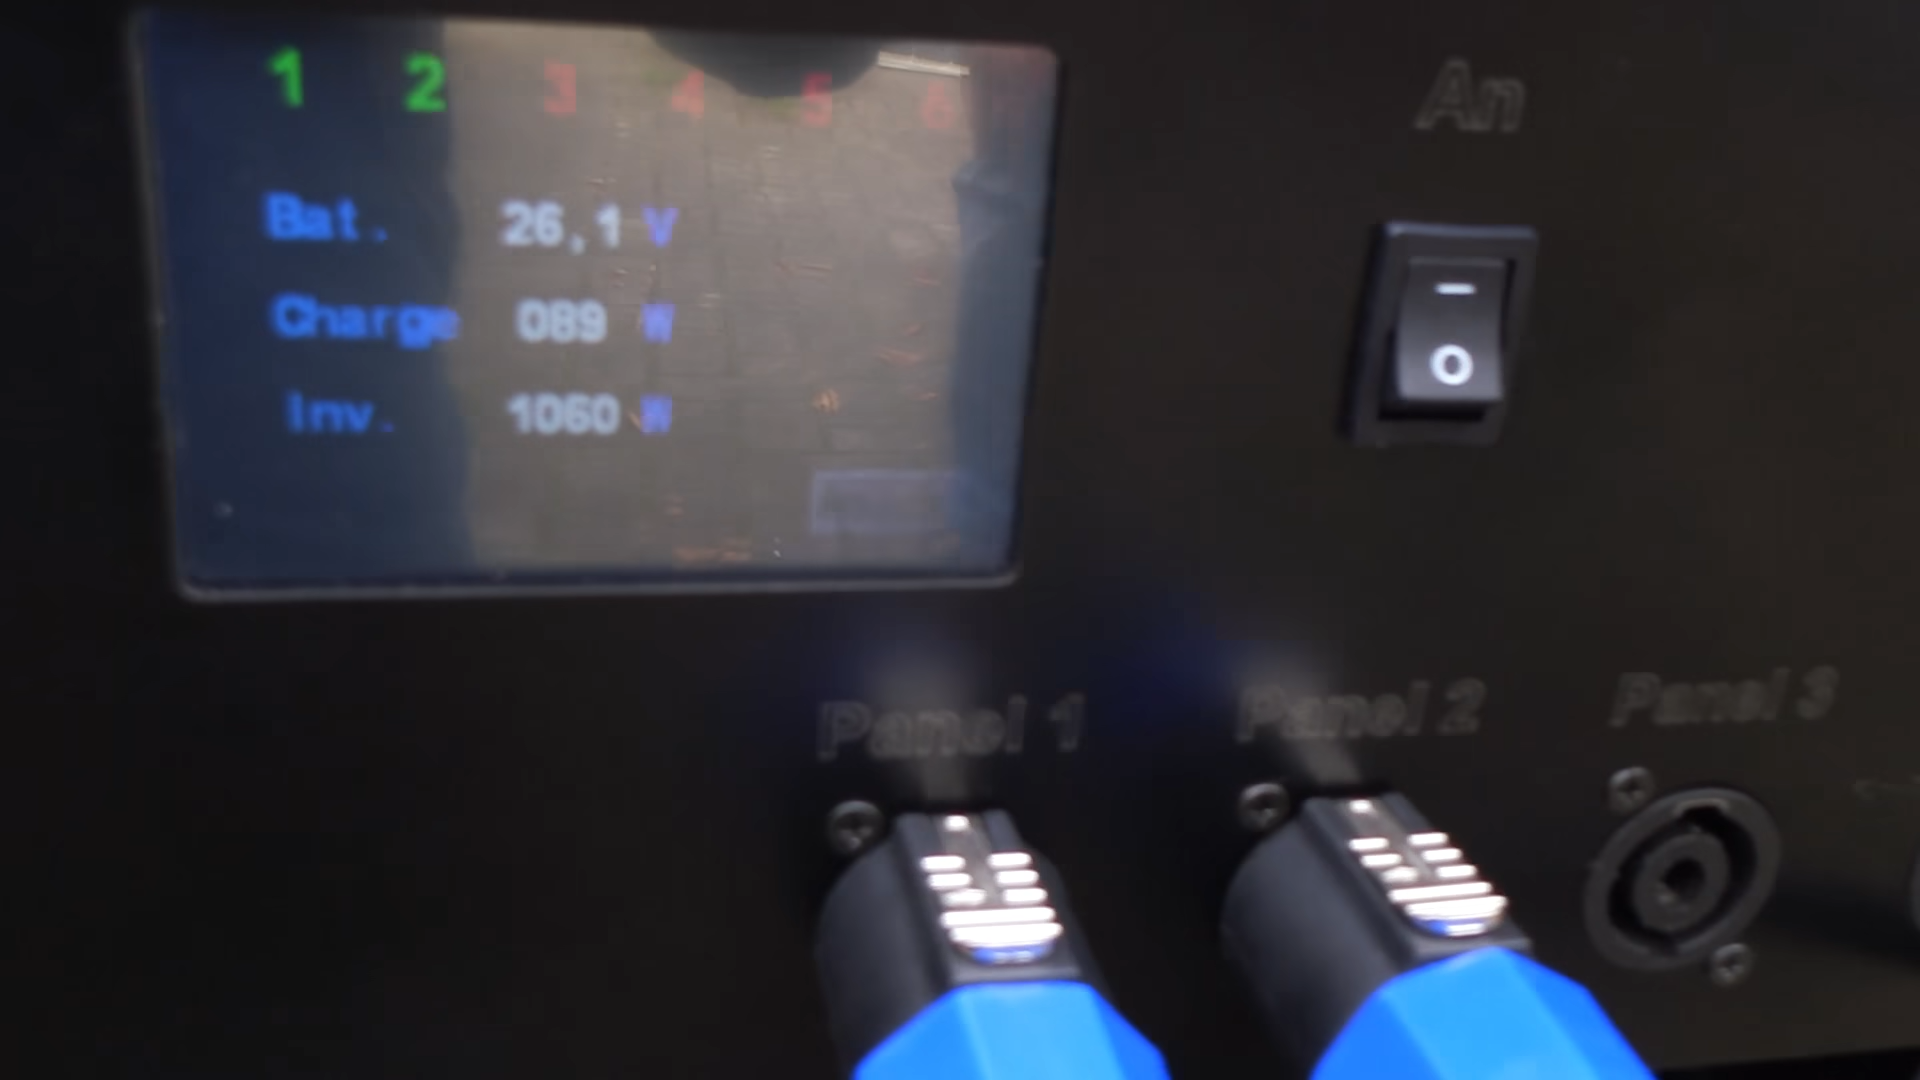 1 2 3 4 5 6
An
Bat. 26,1 V
Charge 089 W
Inv. 1060 W
O
Panel 1 Panel 2 Panel 3